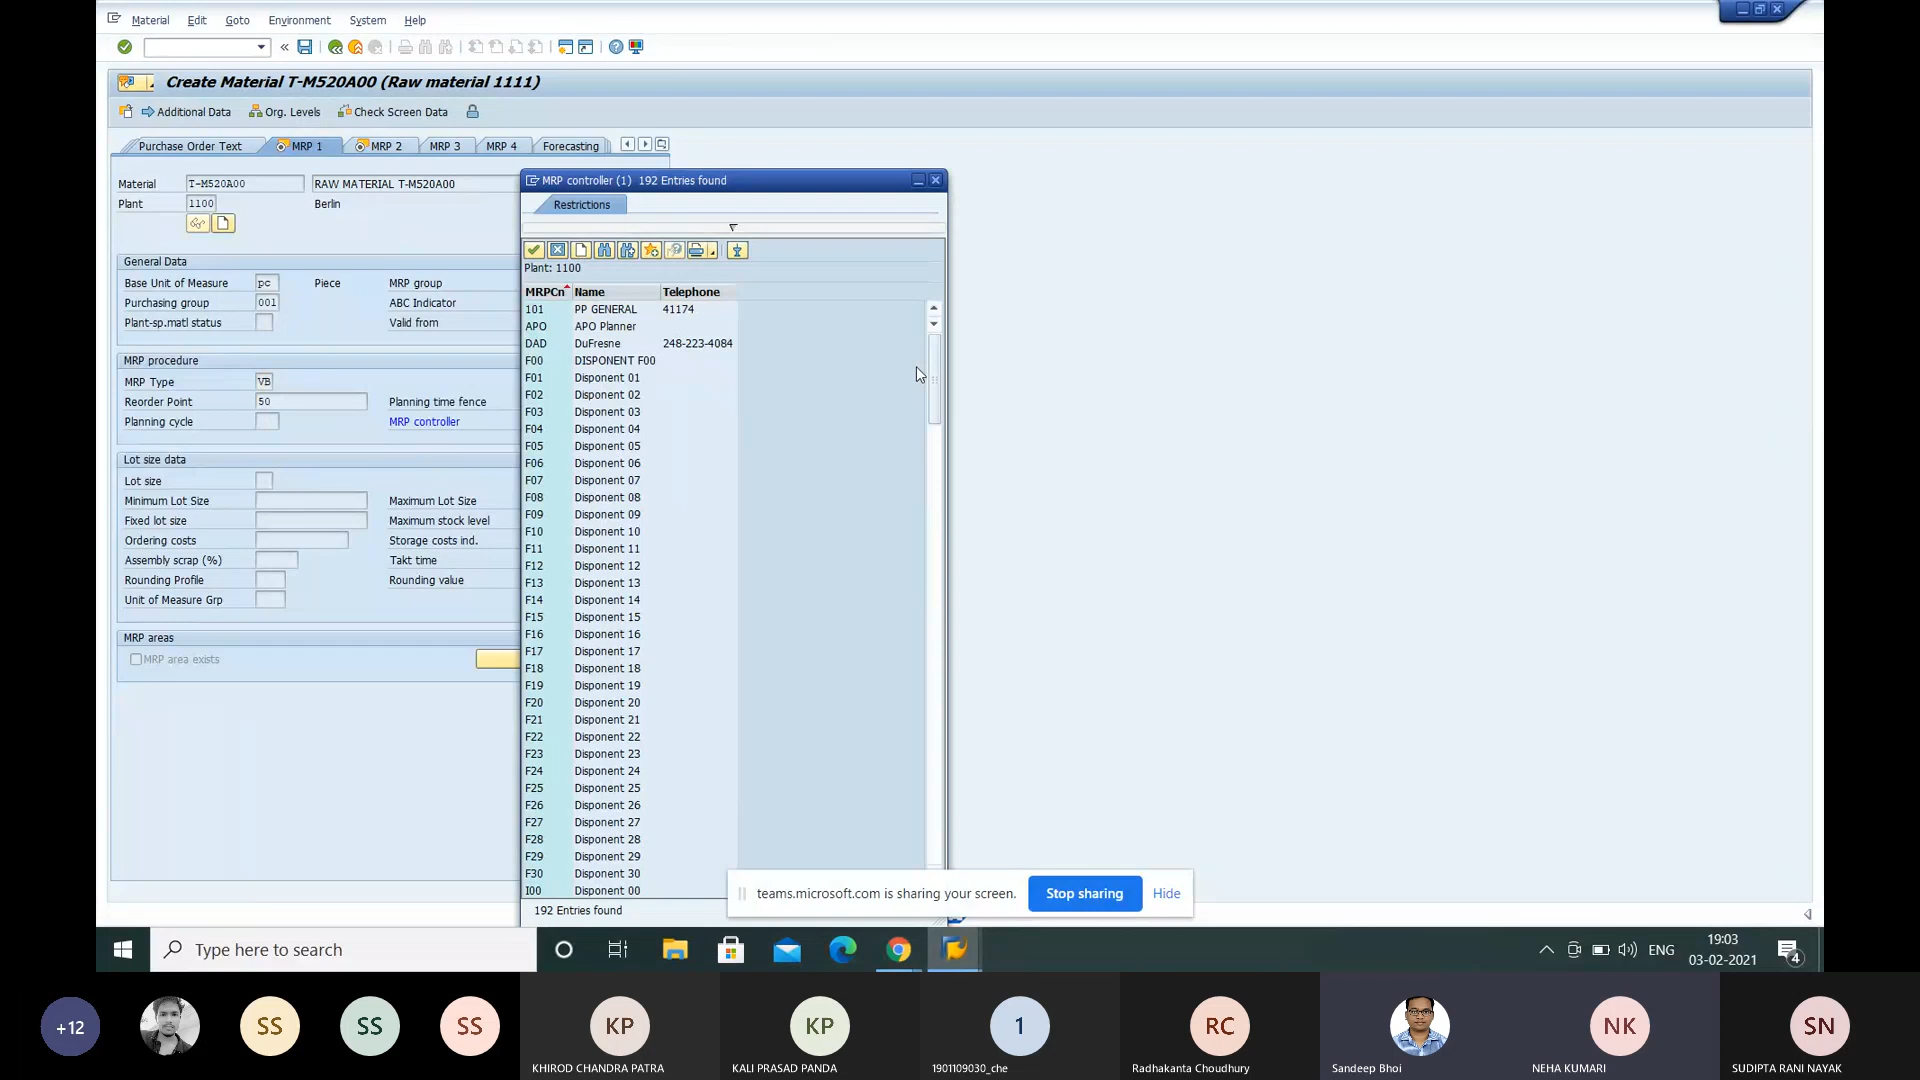 Material Edit Goto Environment System Help
Create Material T-M520A00 (Raw material 1111)
Additional Data Org. Levels Check Screen Data
Purchase Order Text MRP 1 MRP 2 MRP 3 MRP 4 Forecasting
Material T-M520A00 RAW MATERIAL T-M520A00
Plant 1100 Berlin
General Data
Base Unit of Measure pc Piece MRP group
Purchasing group 001 ABC Indicator
Plant-sp.matl status Valid from
MRP procedure
MRP Type VB
Reorder Point 50 Planning time fence
Planning cycle MRP controller
Lot size data
Lot size
Minimum Lot Size Maximum Lot Size
Fixed lot size Maximum stock level
Ordering costs Storage costs ind.
Assembly scrap (%) Takt time
Rounding Profile Rounding value
Unit of Measure Grp
MRP areas
MRP area exists
MRP controller (1) 192 Entries found
Restrictions
Plant: 1100
MRPCn Name Telephone
101 PP GENERAL 41174
APO APO Planner
DAD DuFresne 248-223-4084
F00 DISPONENT F00
F01 Disponent 01
F02 Disponent 02
F03 Disponent 03
F04 Disponent 04
F05 Disponent 05
F06 Disponent 06
F07 Disponent 07
F08 Disponent 08
F09 Disponent 09
F10 Disponent 10
F11 Disponent 11
F12 Disponent 12
F13 Disponent 13
F14 Disponent 14
F15 Disponent 15
F16 Disponent 16
F17 Disponent 17
F18 Disponent 18
F19 Disponent 19
F20 Disponent 20
F21 Disponent 21
F22 Disponent 22
F23 Disponent 23
F24 Disponent 24
F25 Disponent 25
F26 Disponent 26
F27 Disponent 27
F28 Disponent 28
F29 Disponent 29
F30 Disponent 30
I00 Disponent 00
192 Entries found
teams.microsoft.com is sharing your screen. Stop sharing Hide
Type here to search
ENG
19:03
03-02-2021
4
+12 SS SS SS KP KP 1 RC NK SN
KHIROD CHANDRA PATRA KALI PRASAD PANDA 1901109030_che Radhakanta Choudhury Sandeep Bhoi NEHA KUMARI SUDIPTA RANI NAYAK